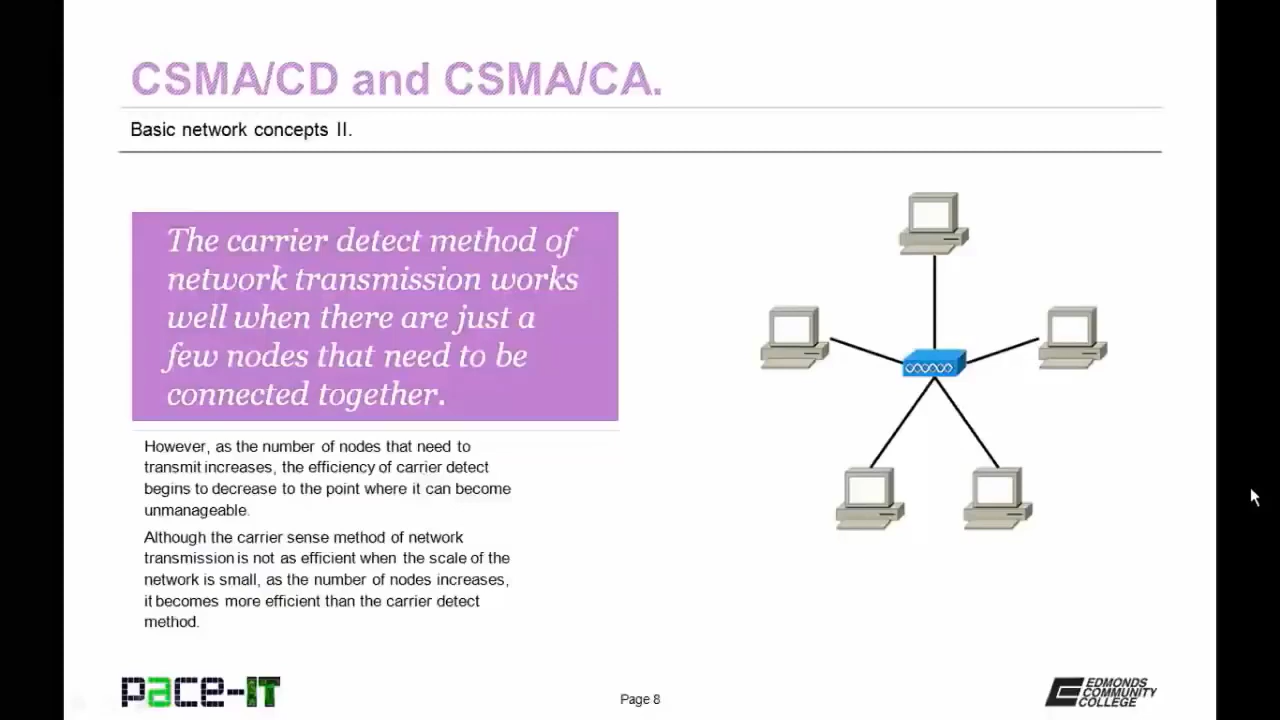 CSMA/CD and CSMA/CA.
Basic network concepts II.
The carrier detect method of
network transmission works
well when there are just a
few nodes that need to be
connected together.
However, as the number of nodes that need to
transmit increases, the efficiency of carrier detect
begins to decrease to the point where it can become
unmanageable.
Although the carrier sense method of network
transmission is not as efficient when the scale of the
network is small, as the number of nodes increases,
it becomes more efficient than the carrier detect
method.
pace-IT
Page 8
EDMONDS
COMMUNITY
COLLEGE